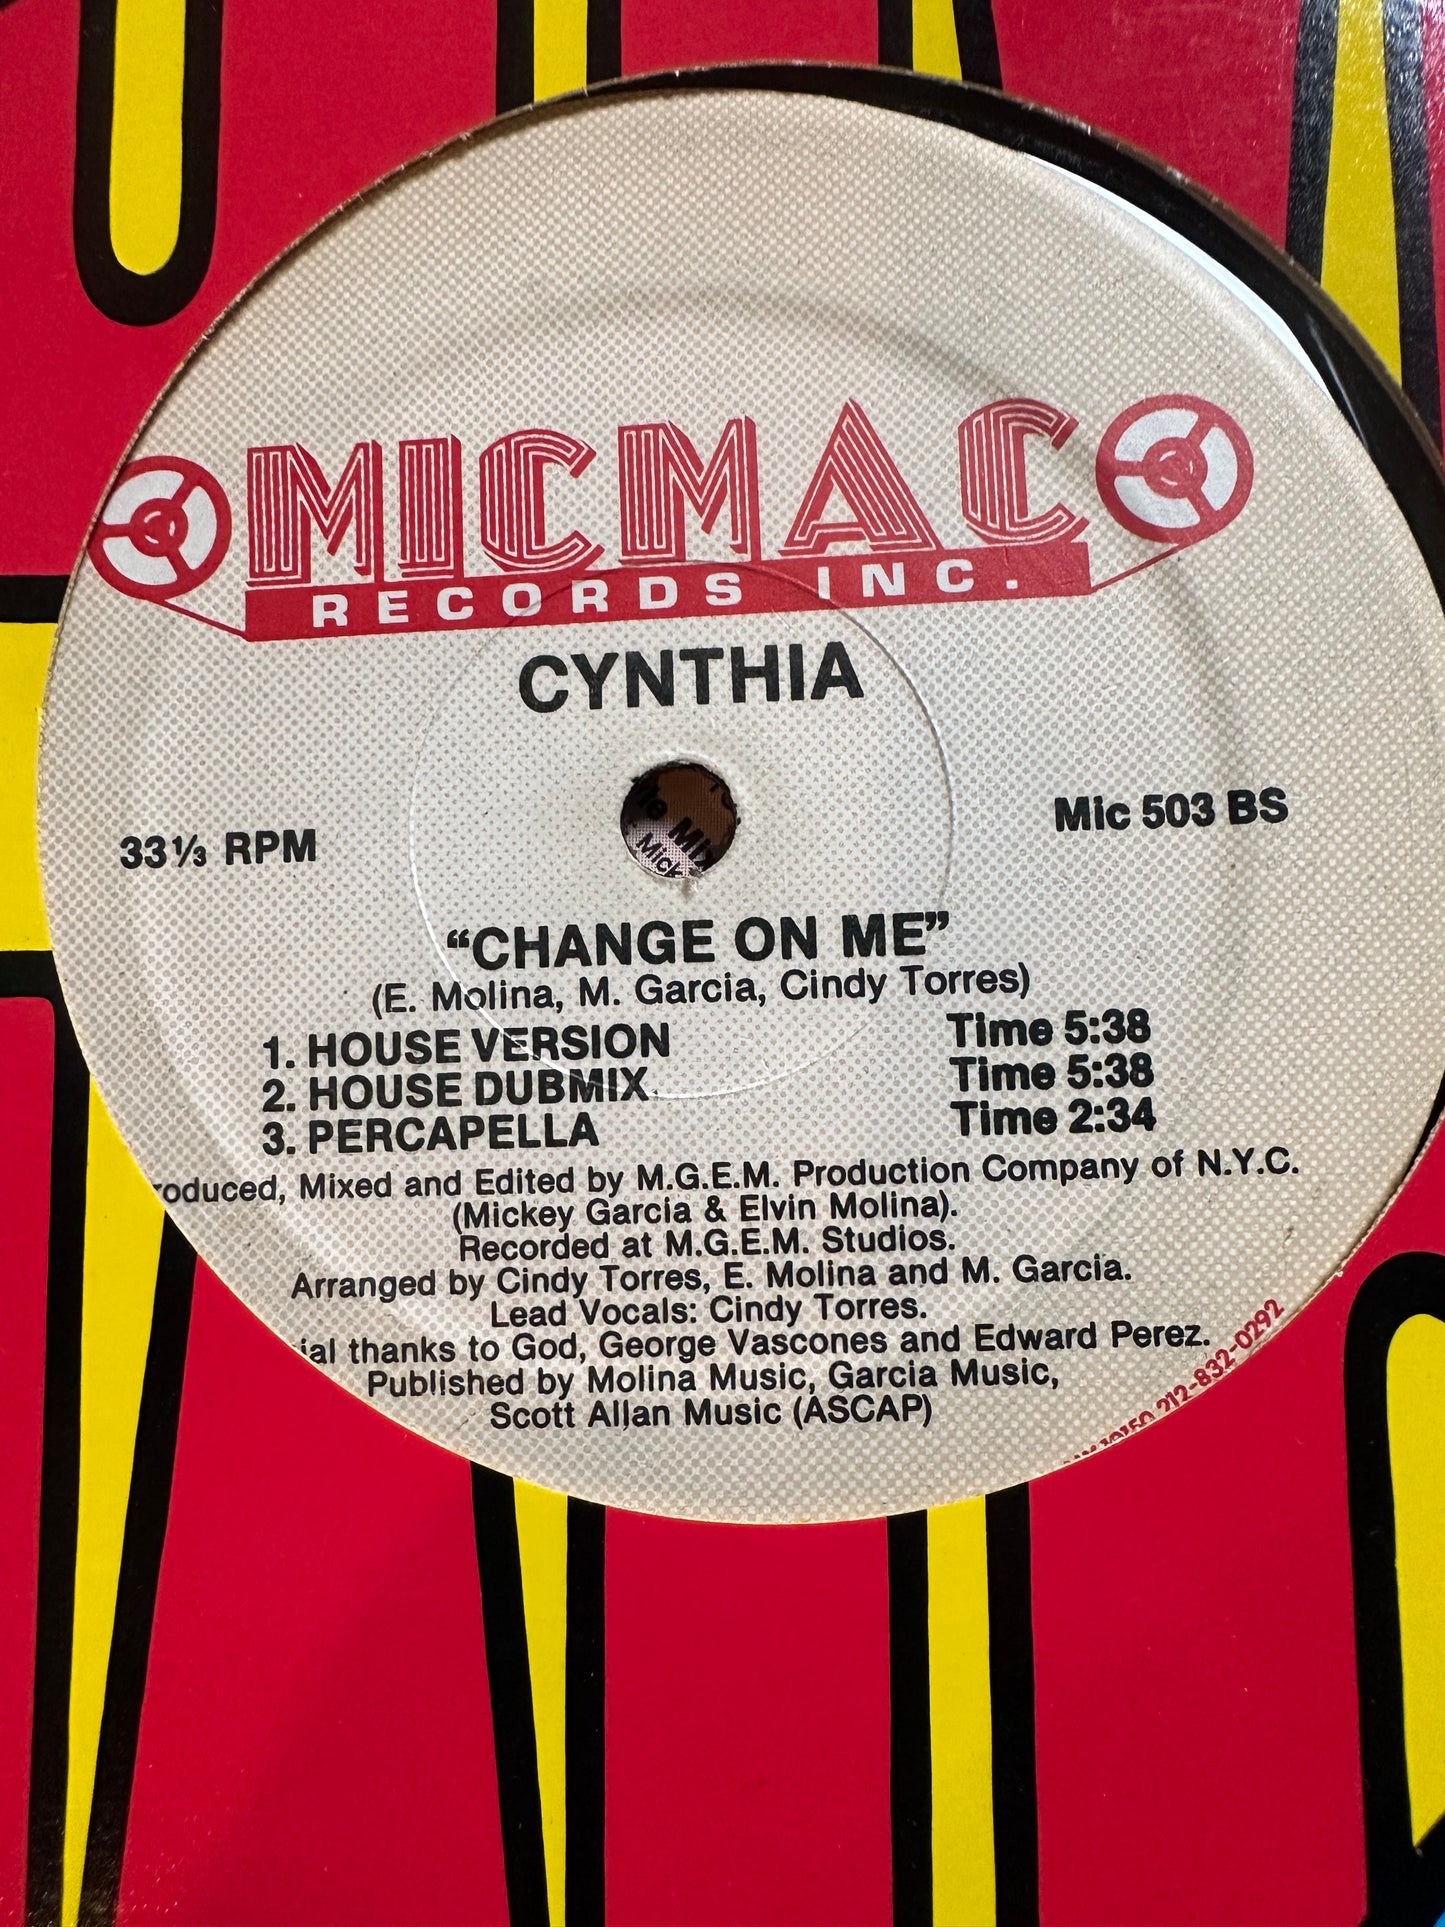 MICMAC
RECORDS INC.
CYNTHIA
33⅓ RPM
Mic 503 BS
"CHANGE ON ME"
(E. Molina, M. Garcia, Cindy Torres)
1. HOUSE VERSION Time 5:38
2. HOUSE DUBMIX Time 5:38
3. PERCAPELLA Time 2:34
oduced, Mixed and Edited by M.G.E.M. Production Company of N.Y.C.
(Mickey Garcia & Elvin Molina).
Recorded at M.G.E.M. Studios.
Arranged by Cindy Torres, E. Molina and M. Garcia.
Lead Vocals: Cindy Torres.
ial thanks to God, George Vascones and Edward Perez.
Published by Molina Music, Garcia Music,
Scott Allan Music (ASCAP)
212-832-0292